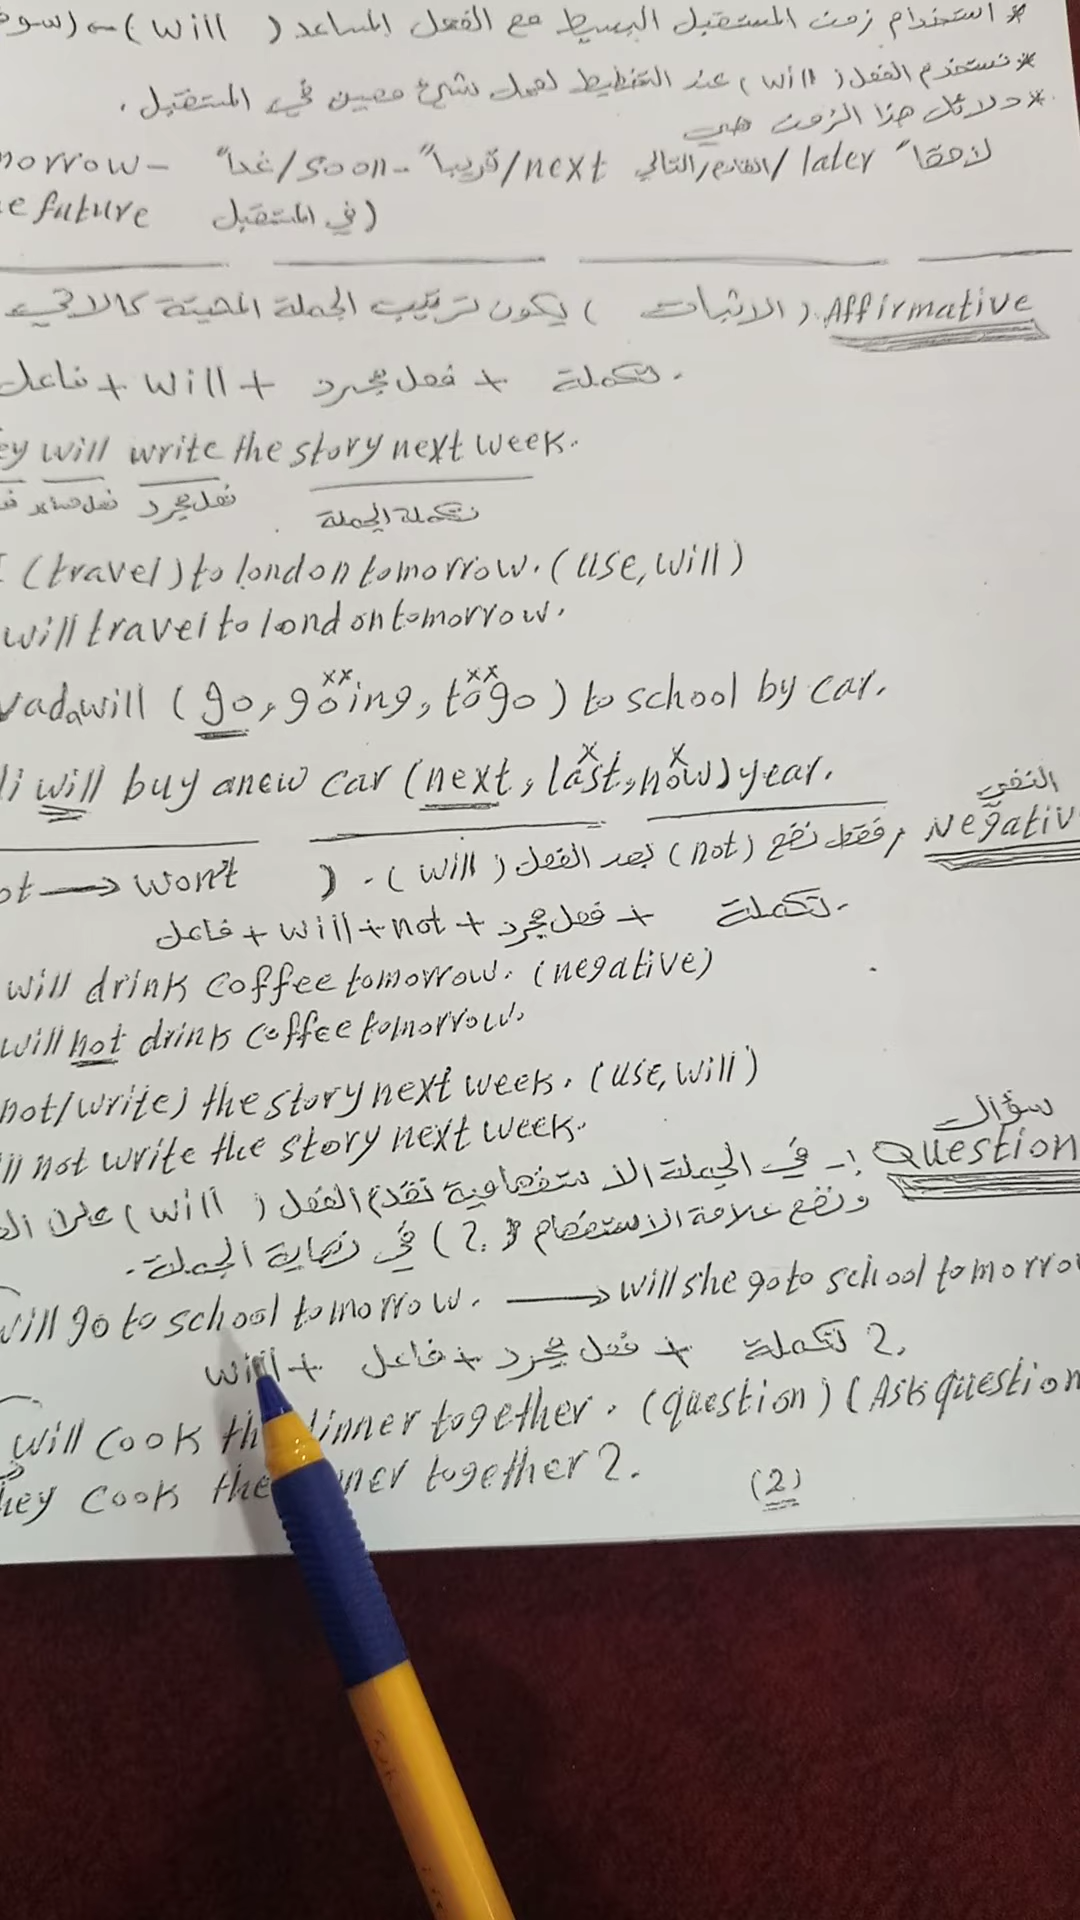 * استخدام زمن المستقبل البسيط مع الفعل المساعد ( will ) ← (سوف
* نستخدم الفعل ( will ) عند التخطيط لعمل شيئ معين في المستقبل .
* دلائل هذا الزمن هي
morrow - غداً / soon - قريباً / next القادم/التالي / later لاحقاً
e future في المستقبل )
Affirmative ( الاثبات ) يكون ترتيب الجملة المثبتة كالاتي
فاعل + will + فعل مجرد + تكملة .
ey will write the story next week.
فعل مساعد فعل مجرد تكملة الجملة
I (travel) to london tomorrow. (use, will)
will travel to london tomorrow.
will (go, going, to go) to school by car.
li will buy a new car (next, last, now) year.
النفي
Negativ , فقط نضع (not) بعد الفعل ( will ) . (
ot → won't
فاعل + will + not + فعل مجرد + تكملة .
will drink coffee tomorrow. (negative)
will not drink coffee tomorrow.
not/write) the story next week. (use, will)
ll not write the story next week.
سؤال
Question :- في الجملة الاستفهامية نقدم الفعل ( will ) على الف
ونضع علامة الاستفهام ( ? ) في نهاية الجملة .
will go to school tomorrow. → will she go to school tomorro
will + فاعل + فعل مجرد + تكملة ?.
will cook the dinner together. (question) (Ask question
hey cook the nner together ?.
(2)